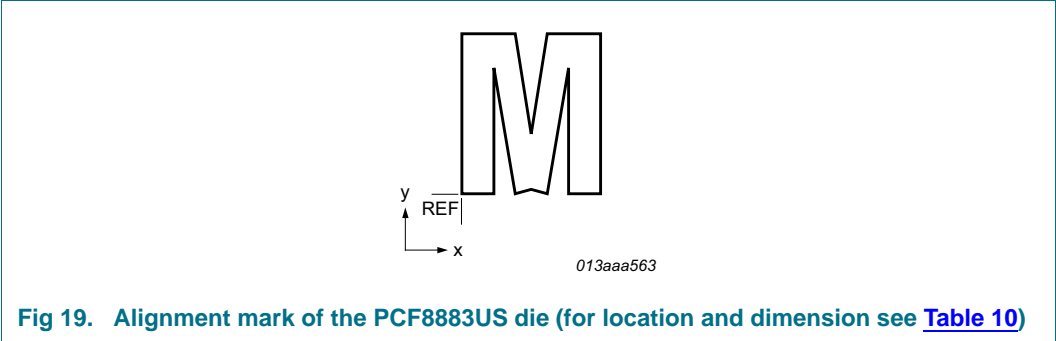 M
y
REF
x
013aaa563
Fig 19. Alignment mark of the PCF8883US die (for location and dimension see Table 10)